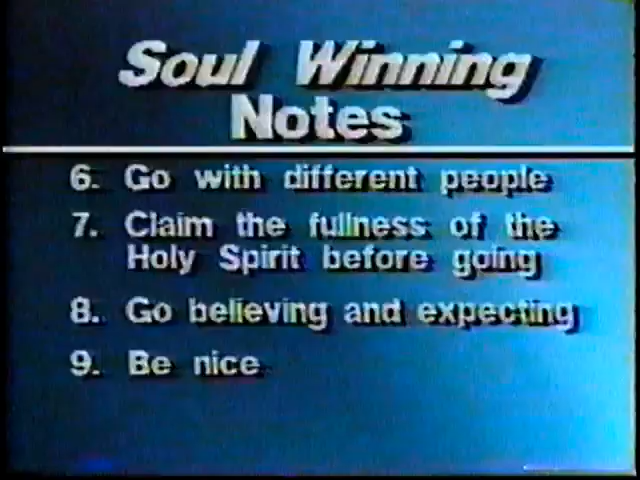 Soul Winning
Notes
6. Go with different people
7. Claim the fullness of the
Holy Spirit before going
8. Go believing and expecting
9. Be nice